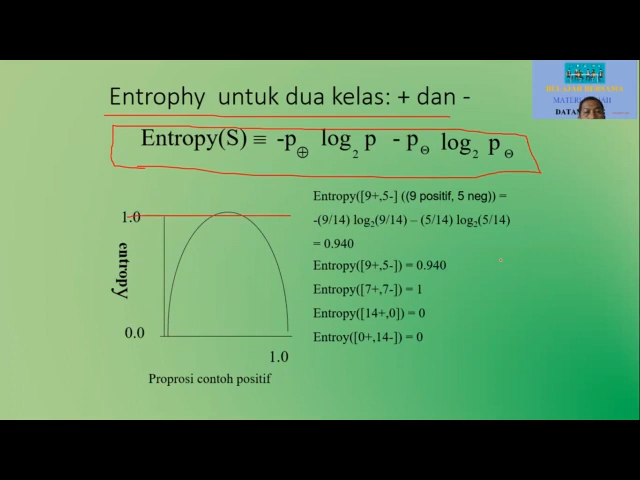 Entrophy untuk dua kelas: + dan -
Entropy(S) ≡ -p⊕ log₂ p - p⊖ log₂ p⊖
BELAJAR BERSAMA
Entropy([9+,5-] ((9 positif, 5 neg)) =
-(9/14) log₂(9/14) – (5/14) log₂(5/14)
= 0.940
Entropy([9+,5-]) = 0.940
Entropy([7+,7-]) = 1
Entropy([14+,0]) = 0
Entroy([0+,14-]) = 0
1.0
entropy
0.0
1.0
Proprosi contoh positif